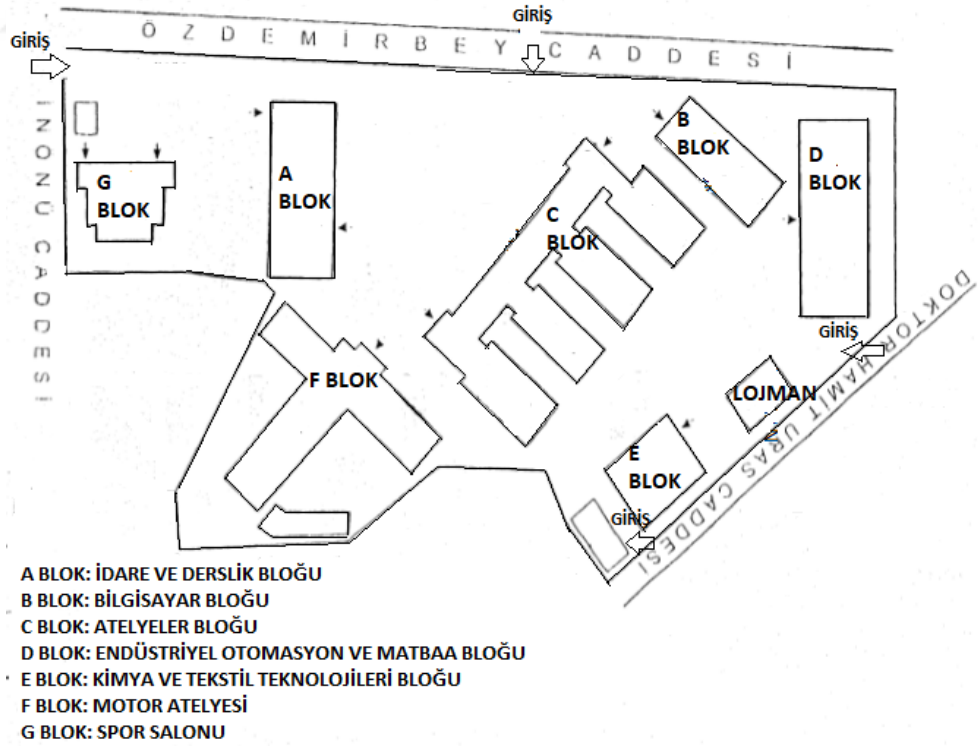 GİRİŞ
GİRİŞ
ÖZDEMİRBEY CADDESİ
İNÖNÜ CADDESİ
G
BLOK
A
BLOK
B
BLOK
D
BLOK
C
BLOK
F BLOK
GİRİŞ
LOJMAN
E
BLOK
GİRİŞ
DOKTOR HAMİT URAS CADDESİ
A BLOK: İDARE VE DERSLİK BLOĞU
B BLOK: BİLGİSAYAR BLOĞU
C BLOK: ATELYELER BLOĞU
D BLOK: ENDÜSTRİYEL OTOMASYON VE MATBAA BLOĞU
E BLOK: KİMYA VE TEKSTİL TEKNOLOJİLERİ BLOĞU
F BLOK: MOTOR ATELYESİ
G BLOK: SPOR SALONU